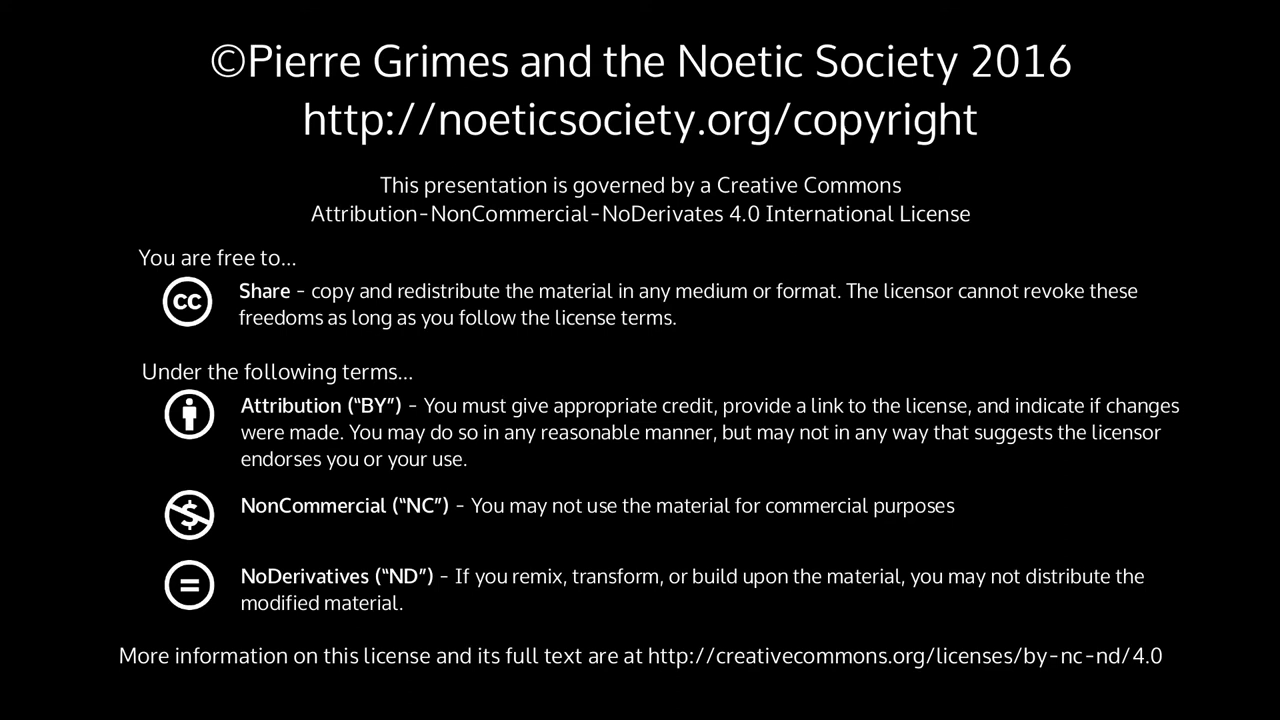 ©Pierre Grimes and the Noetic Society 2016
http://noeticsociety.org/copyright
This presentation is governed by a Creative Commons
Attribution-NonCommercial-NoDerivates 4.0 International License
You are free to...
cc
Share - copy and redistribute the material in any medium or format. The licensor cannot revoke these
freedoms as long as you follow the license terms.
Under the following terms...
Attribution (“BY”) - You must give appropriate credit, provide a link to the license, and indicate if changes
were made. You may do so in any reasonable manner, but may not in any way that suggests the licensor
endorses you or your use.
$
NonCommercial (“NC”) - You may not use the material for commercial purposes
=
NoDerivatives (“ND”) - If you remix, transform, or build upon the material, you may not distribute the
modified material.
More information on this license and its full text are at http://creativecommons.org/licenses/by-nc-nd/4.0